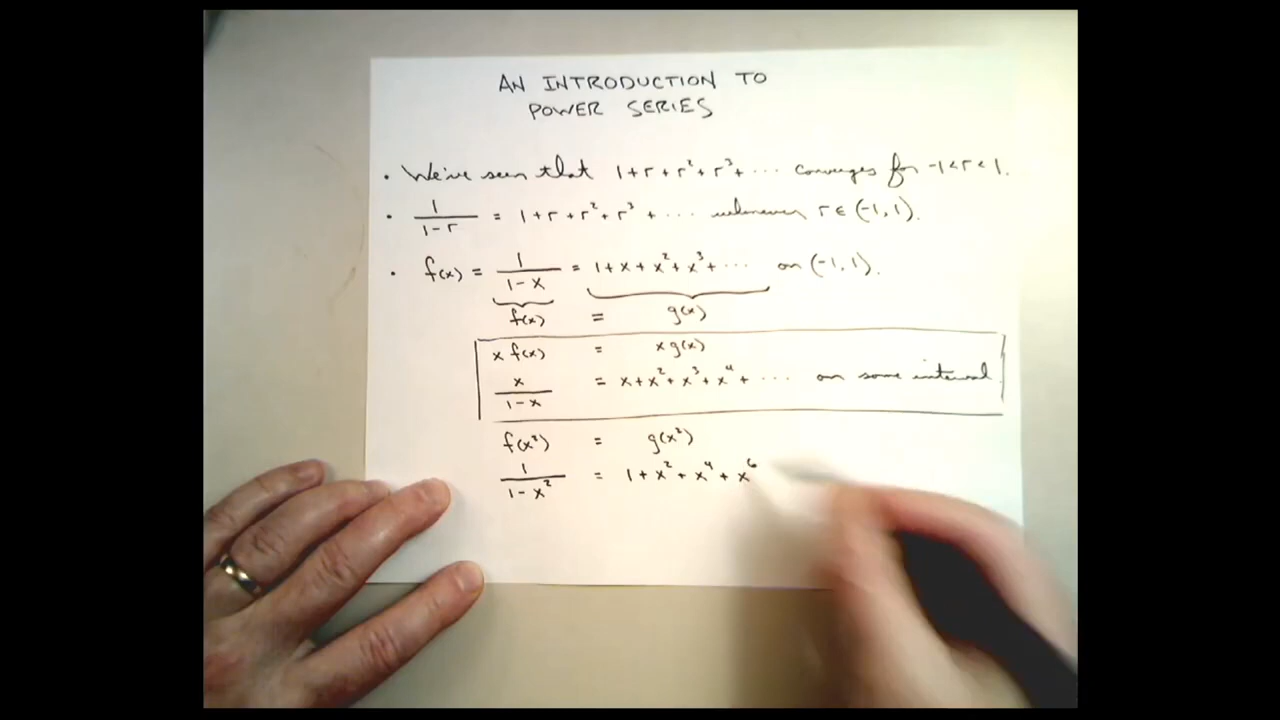 AN INTRODUCTION TO
POWER SERIES
• We've seen that 1+r+r²+r³+··· converges for -1<r<1.
• 1/(1-r) = 1+r+r²+r³+··· whenever r∈(-1,1).
• f(x) = 1/(1-x) = 1+x+x²+x³+··· on (-1,1).
f(x) = g(x)
x f(x) = x g(x)
x/(1-x) = x+x²+x³+x⁴+··· on some interval.
f(x²) = g(x²)
1/(1-x²) = 1+x²+x⁴+x⁶